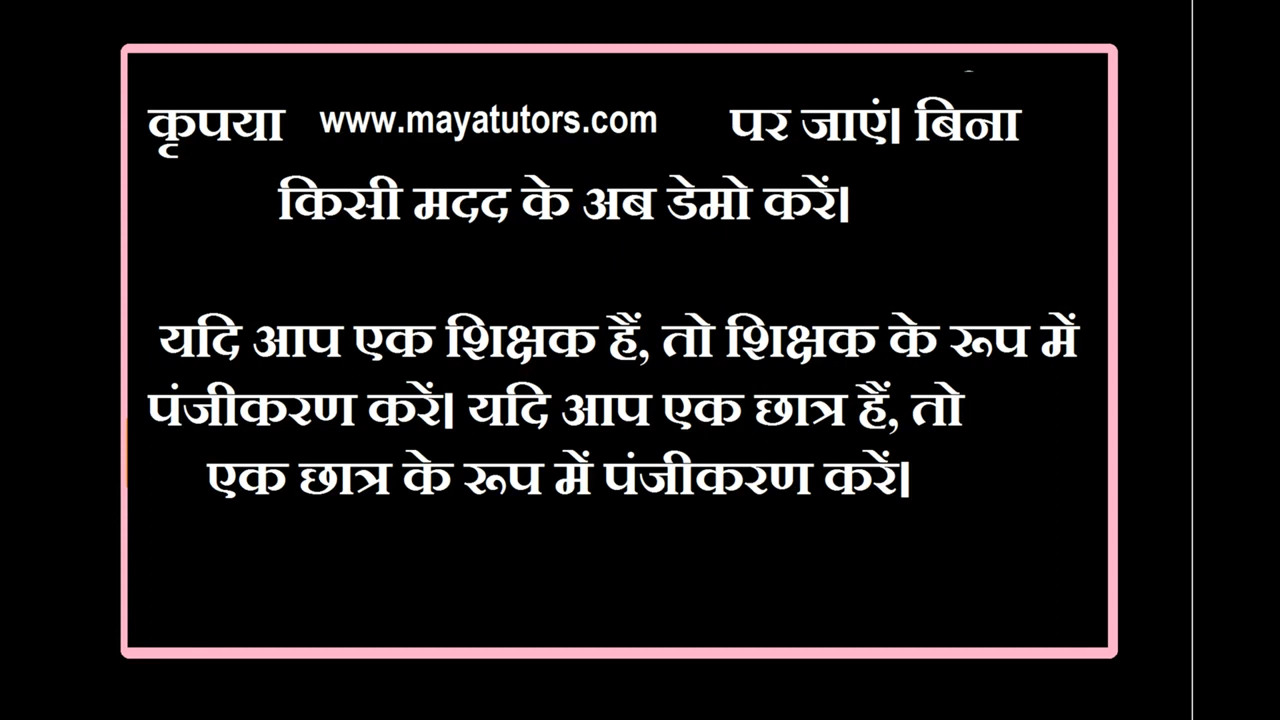 कृपया www.mayatutors.com पर जाएं। बिना
किसी मदद के अब डेमो करें।
यदि आप एक शिक्षक हैं, तो शिक्षक के रूप में
पंजीकरण करें। यदि आप एक छात्र हैं, तो
एक छात्र के रूप में पंजीकरण करें।